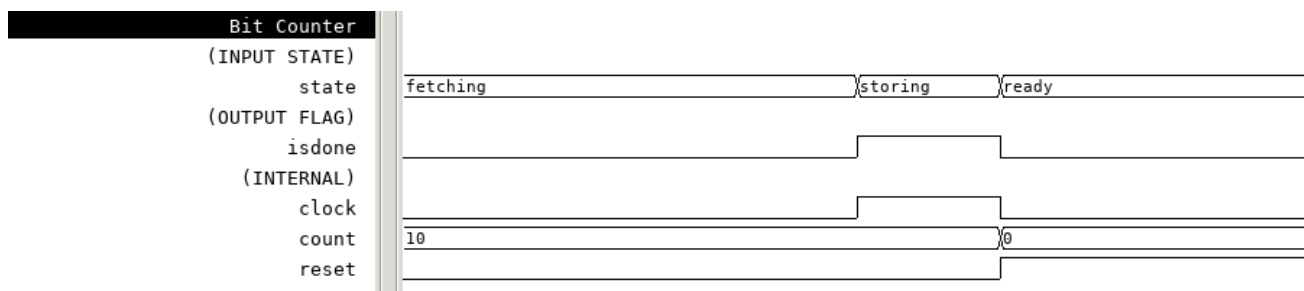 Bit Counter
(INPUT STATE)
state fetching storing ready
(OUTPUT FLAG)
isdone
(INTERNAL)
clock
count 10 0
reset